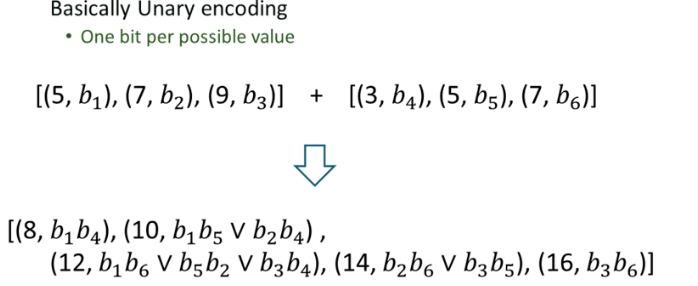 Basically Unary encoding
• One bit per possible value
[(5, b₁), (7, b₂), (9, b₃)] + [(3, b₄), (5, b₅), (7, b₆)]
[(8, b₁b₄), (10, b₁b₅ ∨ b₂b₄) ,
(12, b₁b₆ ∨ b₅b₂ ∨ b₃b₄), (14, b₂b₆ ∨ b₃b₅), (16, b₃b₆)]